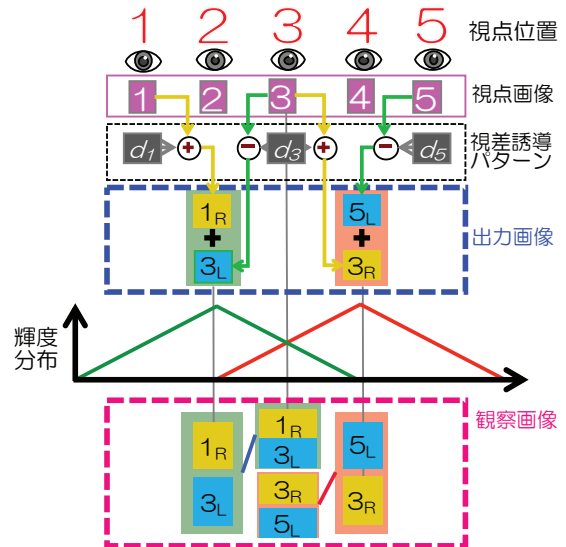 1 2 3 4 5 視点位置
1 2 3 4 5 視点画像
d1 + − d3 + − d5 視差誘導
パターン
1R 5L
+ + 出力画像
3L 3R
輝度
分布
観察画像
1R 1R 5L
3L 3L 3R
3R
5L